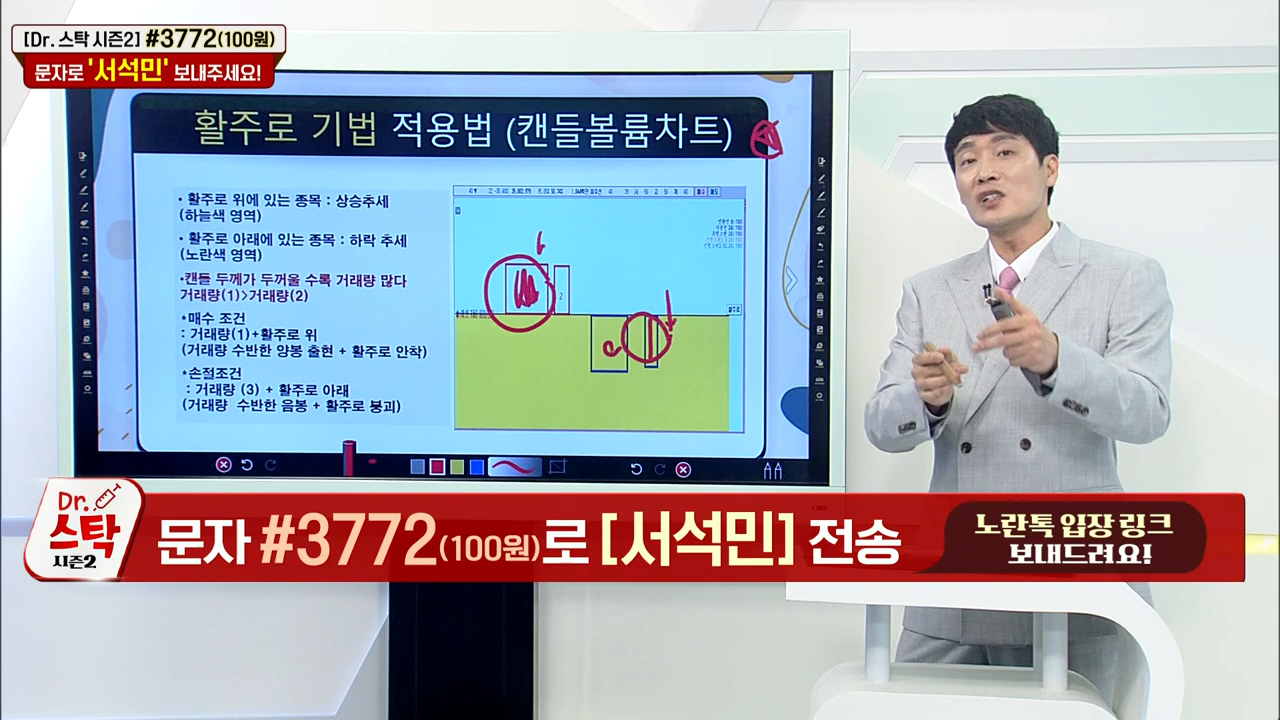 [Dr. 스탁 시즌2] #3772(100원)
문자로 '서석민' 보내주세요!
활주로 기법 적용법 (캔들볼륨차트)
• 활주로 위에 있는 종목 : 상승추세
(하늘색 영역)
• 활주로 아래에 있는 종목 : 하락 추세
(노란색 영역)
•캔들 두께가 두꺼울 수록 거래량 많다
거래량(1)>거래량(2)
*매수 조건
: 거래량(1)+활주로 위
(거래량 수반한 양봉 출현 + 활주로 안착)
*손절조건
: 거래량 (3) + 활주로 아래
(거래량 수반한 음봉 + 활주로 붕괴)
2
활주로
Dr.
스탁
시즌2
문자 #3772(100원)로 [서석민] 전송
노란톡 입장 링크
보내드려요!